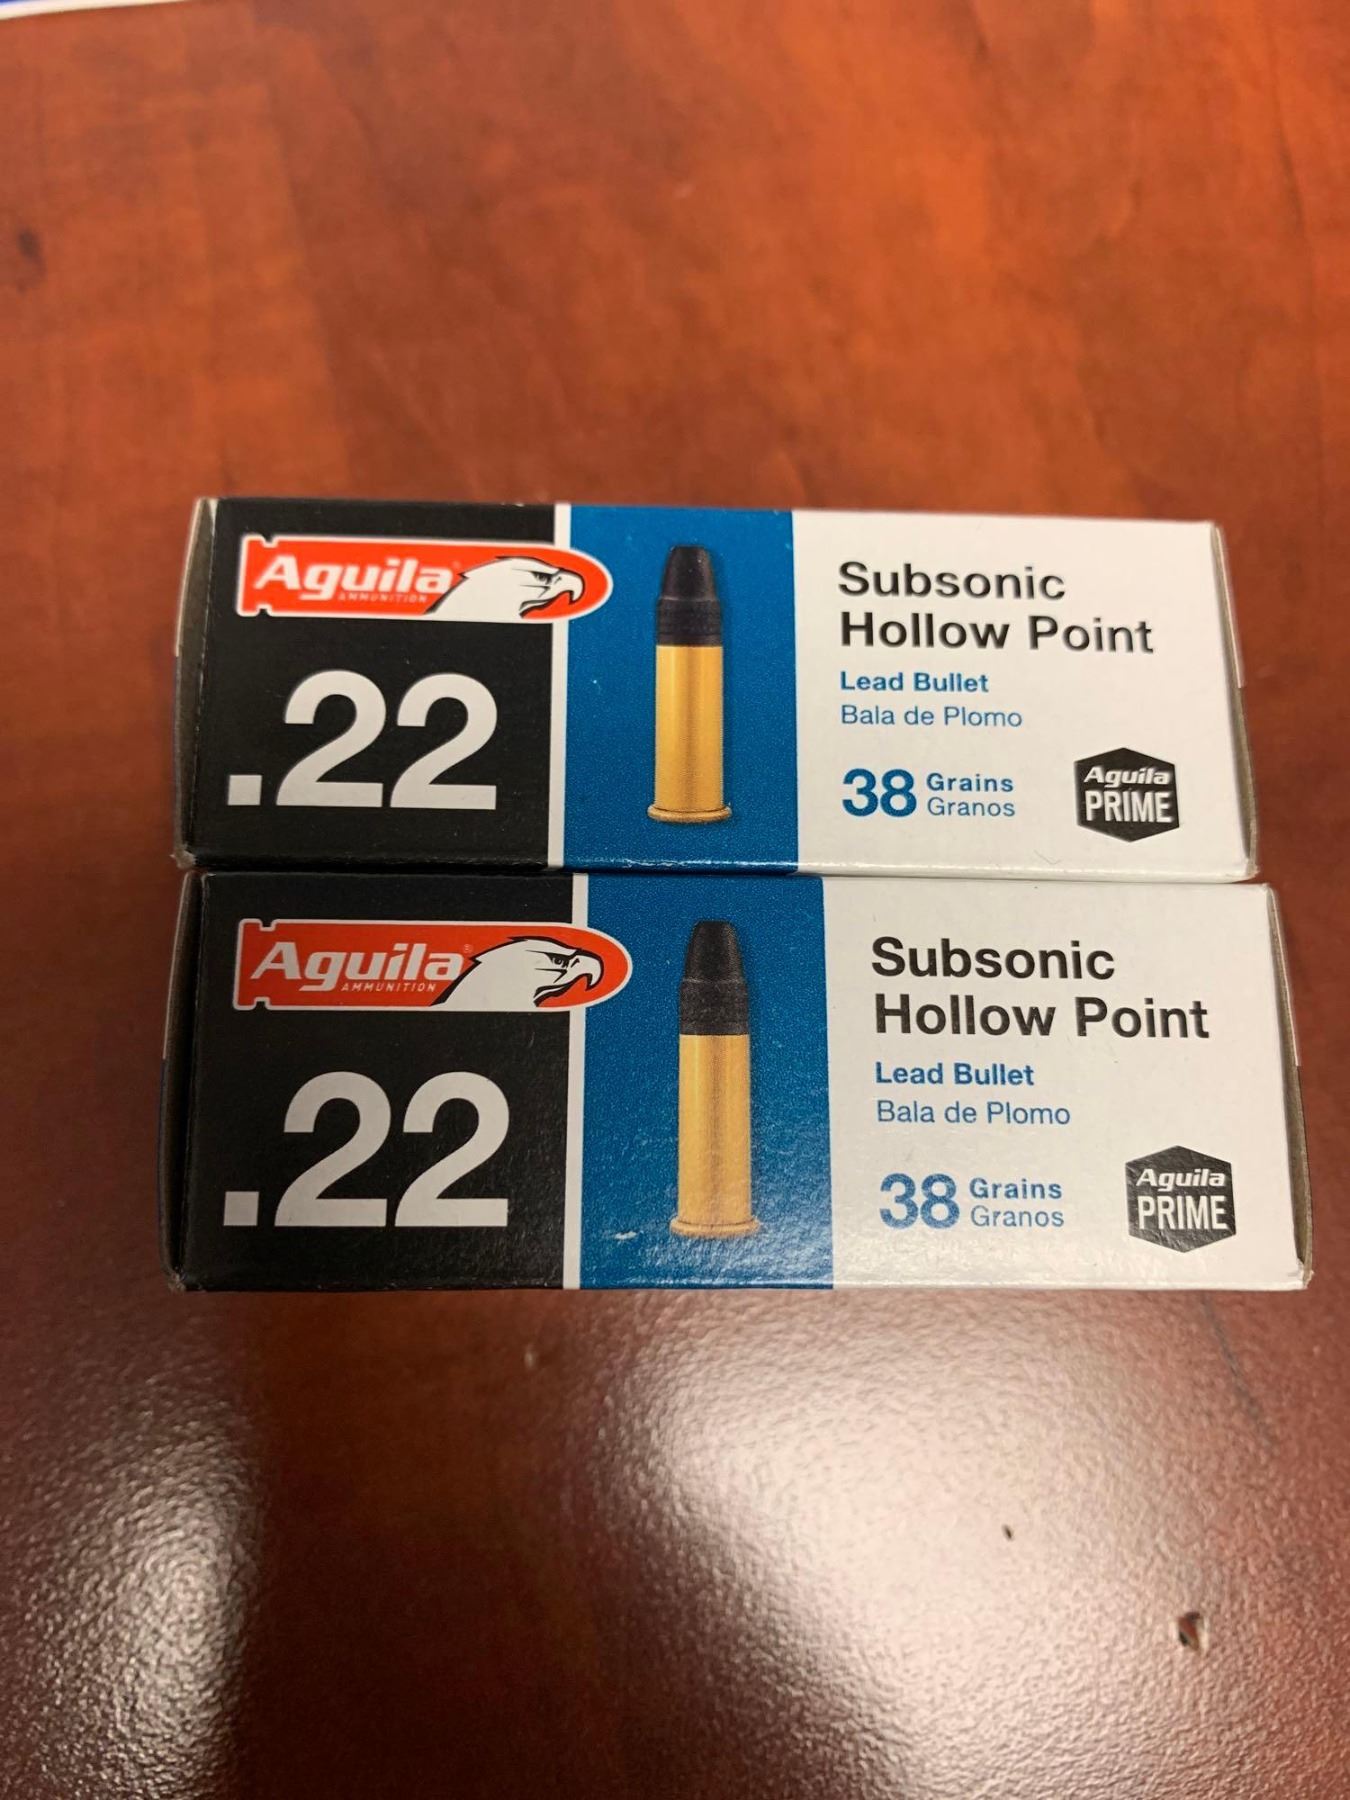 Aguila
AMMUNITION
.22
Subsonic
Hollow Point
Lead Bullet
Bala de Plomo
38 Grains
Granos
Aguila
PRIME
Aguila®
AMMUNITION
.22
Subsonic
Hollow Point
Lead Bullet
Bala de Plomo
38 Grains
Granos
Aguila
PRIME